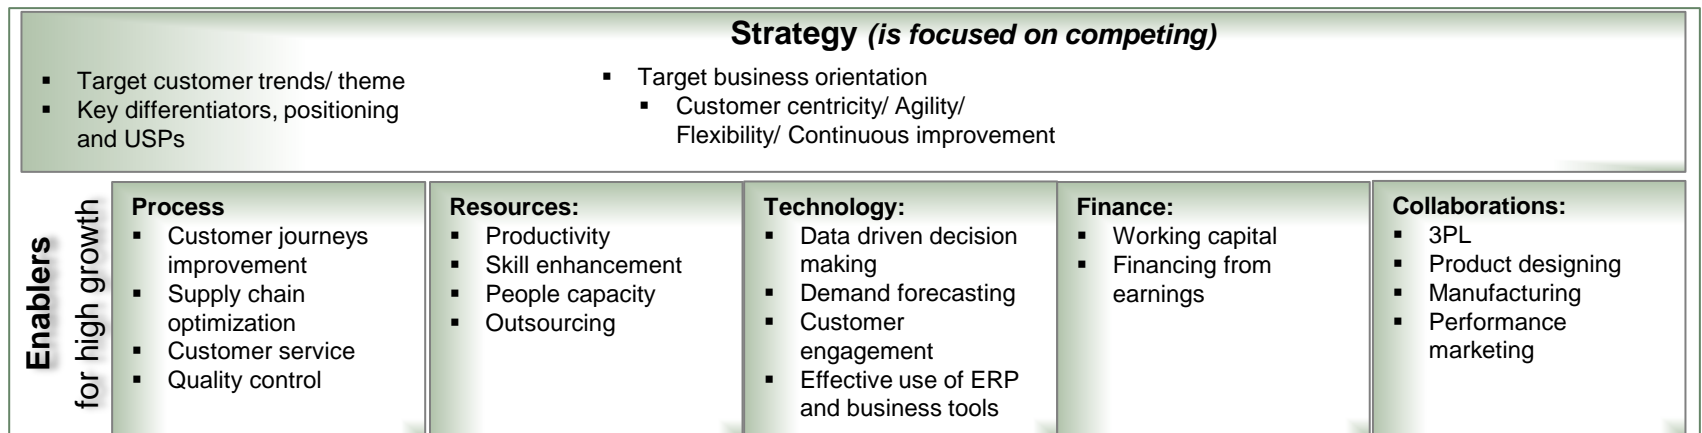 Strategy (is focused on competing)
▪ Target customer trends/ theme
▪ Key differentiators, positioning
and USPs
▪ Target business orientation
▪ Customer centricity/ Agility/
Flexibility/ Continuous improvement
Enablers
for high growth
Process
▪ Customer journeys
improvement
▪ Supply chain
optimization
▪ Customer service
▪ Quality control
Resources:
▪ Productivity
▪ Skill enhancement
▪ People capacity
▪ Outsourcing
Technology:
▪ Data driven decision
making
▪ Demand forecasting
▪ Customer
engagement
▪ Effective use of ERP
and business tools
Finance:
▪ Working capital
▪ Financing from
earnings
Collaborations:
▪ 3PL
▪ Product designing
▪ Manufacturing
▪ Performance
marketing